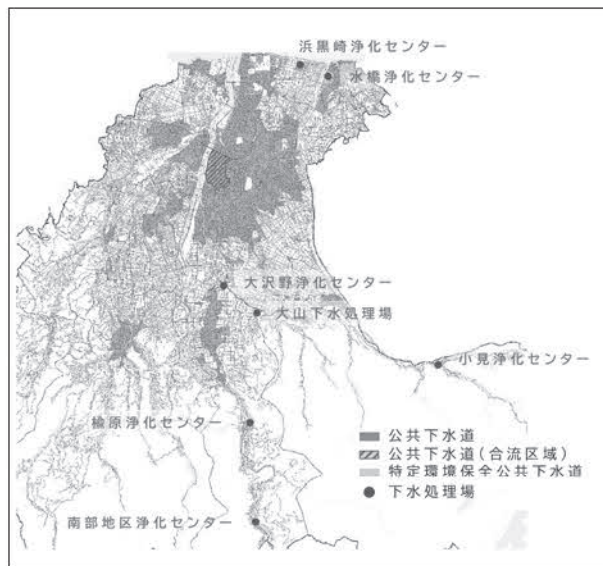 浜黒崎浄化センター
水橋浄化センター
大沢野浄化センター
大山下水処理場
小見浄化センター
楡原浄化センター
公共下水道
公共下水道(合流区域)
特定環境保全公共下水道
下水処理場
南部地区浄化センター